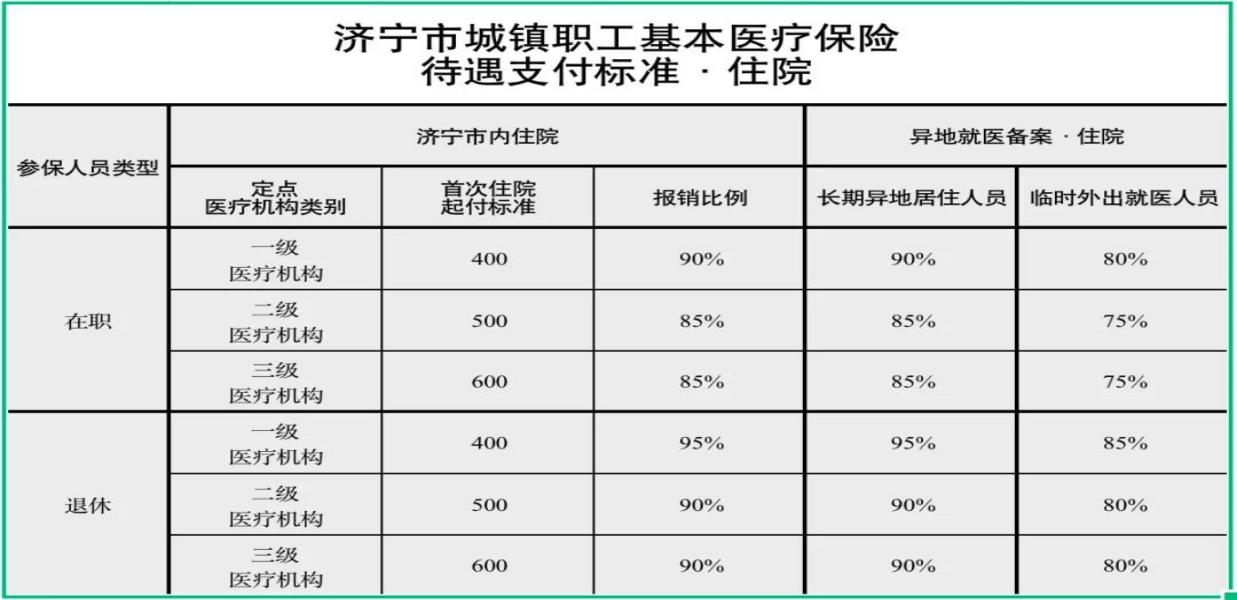 济宁市城镇职工基本医疗保险
待遇支付标准·住院
参保人员类型
济宁市内住院
异地就医备案·住院
定点
医疗机构类别
首次住院
起付标准
报销比例
长期异地居住人员
临时外出就医人员
在职
一级
医疗机构
400
90%
90%
80%
二级
医疗机构
500
85%
85%
75%
三级
医疗机构
600
85%
85%
75%
退休
一级
医疗机构
400
95%
95%
85%
二级
医疗机构
500
90%
90%
80%
三级
医疗机构
600
90%
90%
80%